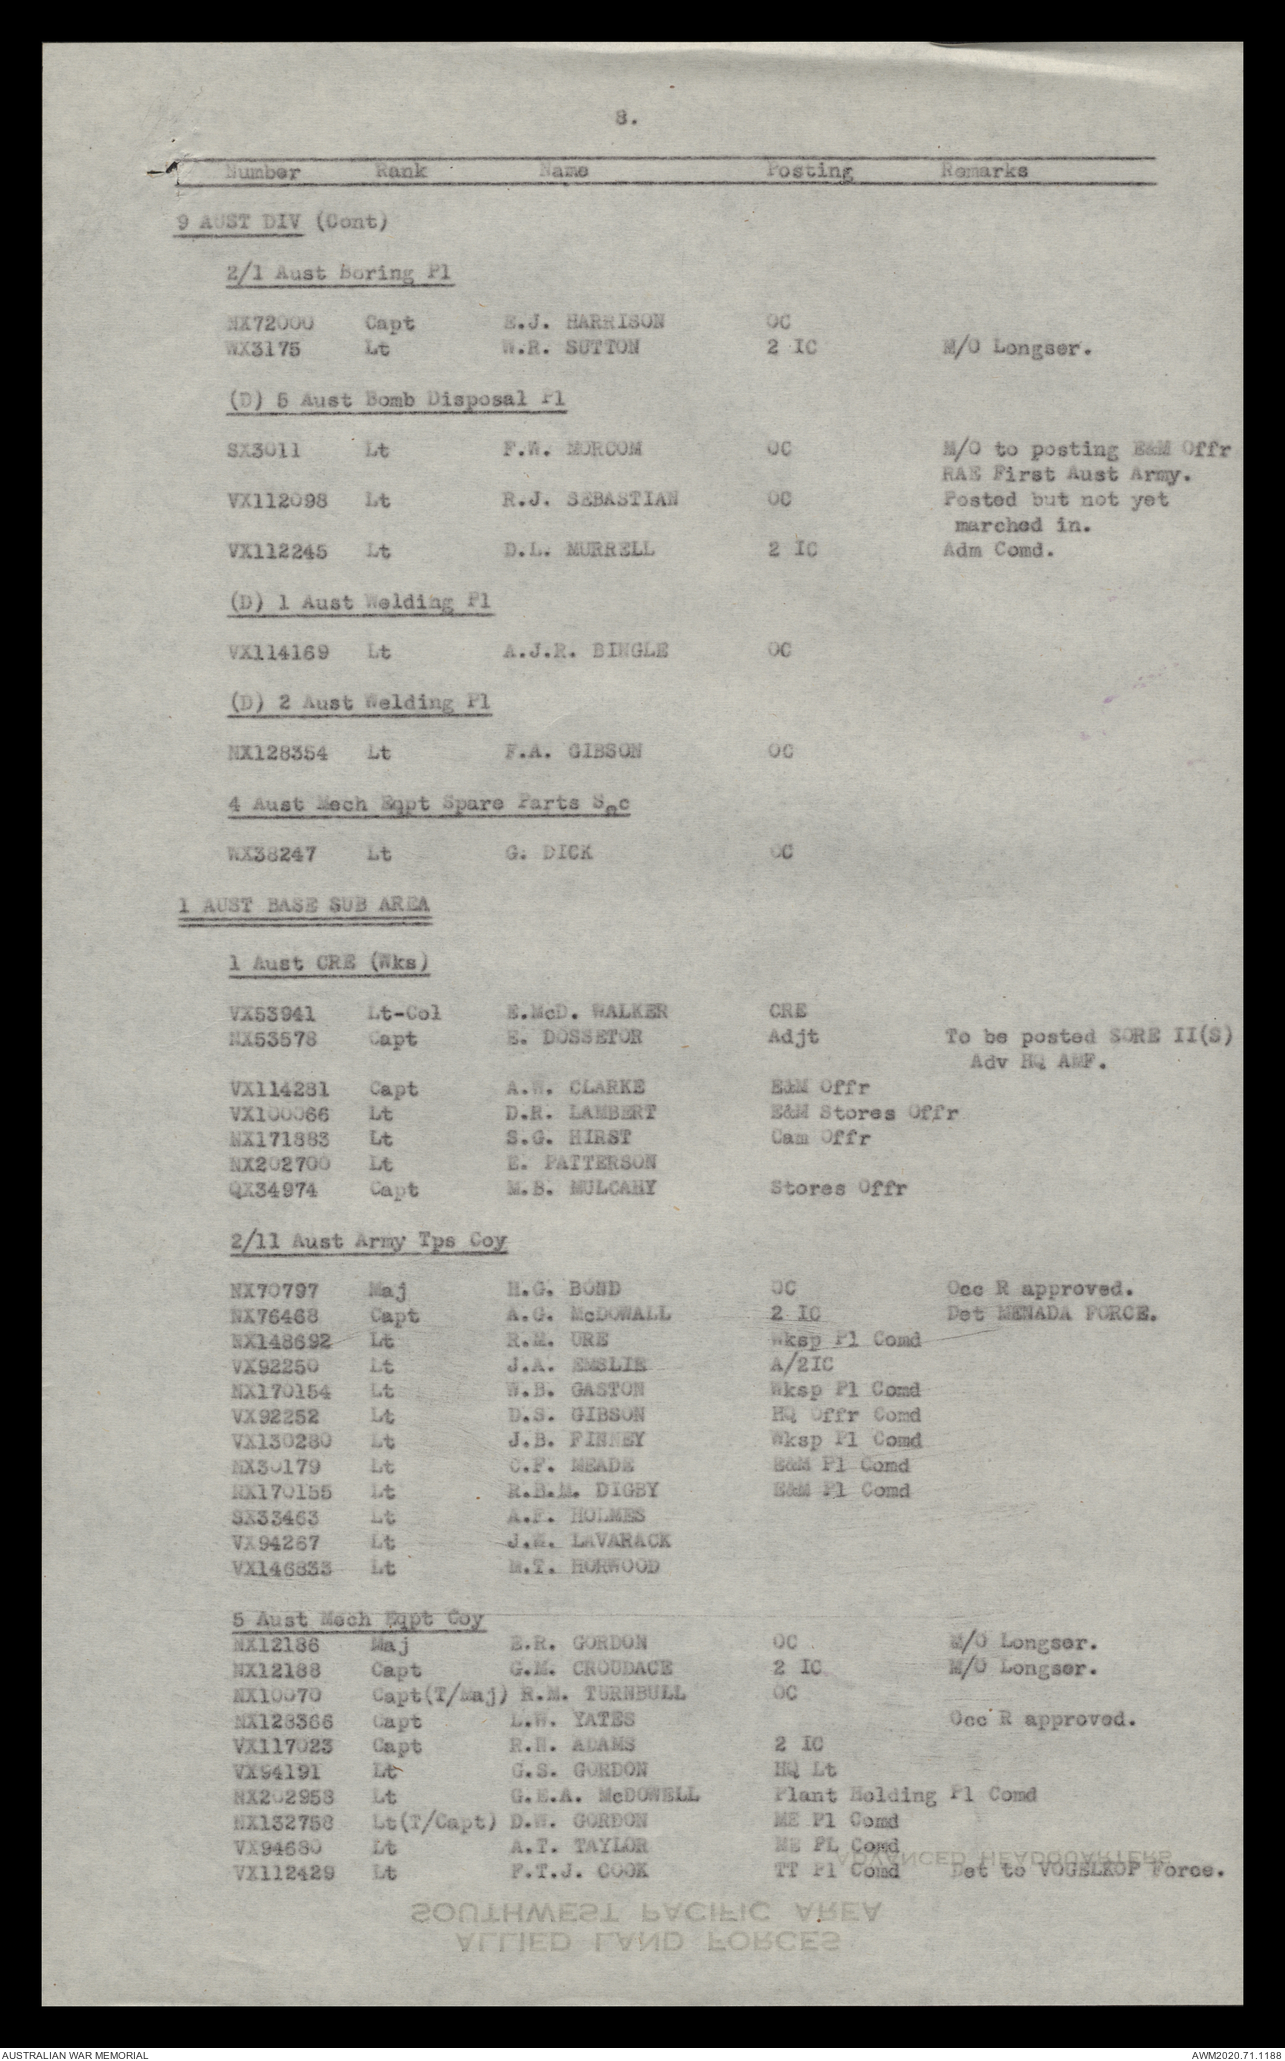 8.
Number Rank Name Posting Remarks
9 AUST DIV (Cont)
2/1 Aust Boring Pl
NX72000 Capt E.J. HARRISON OC
WX3175 Lt W.R. SUTTON 2 IC M/O Longser.
(D) 5 Aust Bomb Disposal Pl
SX3011 Lt F.W. MORCOM OC M/O to posting E&M Offr
RAE First Aust Army.
VX112098 Lt R.J. SEBASTIAN OC Posted but not yet
marched in.
VX112245 Lt D.L. MURRELL 2 IC Adm Comd.
(D) 1 Aust Welding Pl
VX114169 Lt A.J.R. BINGLE OC
(D) 2 Aust Welding Pl
NX128354 Lt F.A. GIBSON OC
4 Aust Mech Eqpt Spare Parts Sec
WX38247 Lt G. DICK OC
1 AUST BASE SUB AREA
1 Aust CRE (Wks)
VX53941 Lt-Col E.McD. WALKER CRE
NX53578 Capt E. DOSSETOR Adjt To be posted SORE II(S)
Adv HQ AMF.
VX114281 Capt A.W. CLARKE E&M Offr
VX100066 Lt D.R. LAMBERT E&M Stores Offr
NX171883 Lt S.G. HIRST Cam Offr
NX202700 Lt E. PATTERSON
QX34974 Capt M.B. MULCAHY Stores Offr
2/11 Aust Army Tps Coy
NX70797 Maj H.G. BOND OC Occ R approved.
NX76468 Capt A.G. McDOWALL 2 IC Det MENADA FORCE.
NX148692 Lt R.M. URE Wksp Pl Comd
VX92250 Lt J.A. EMSLIE A/2IC
NX170154 Lt W.B. GASTON Wksp Pl Comd
VX92252 Lt D.S. GIBSON HQ Offr Comd
VX130280 Lt J.B. FINNEY Wksp Pl Comd
NX30179 Lt C.P. MEADE E&M Pl Comd
NX170155 Lt R.B.M. DIGBY E&M Pl Comd
SX33463 Lt A.F. HOLMES
VX94267 Lt J.W. LAVARACK
VX146833 Lt M.T. HORWOOD
5 Aust Mech Eqpt Coy
NX12186 Maj E.R. GORDON OC M/O Longser.
NX12188 Capt G.M. CROUDACE 2 IC M/O Longser.
NX10070 Capt(T/Maj) R.M. TURNBULL OC
NX128366 Capt L.W. YATES Occ R approved.
VX117023 Capt R.N. ADAMS 2 IC
VX94191 Lt G.S. GORDON HQ Lt
NX202958 Lt G.E.A. McDOWELL Plant Holding Pl Comd
NX132758 Lt(T/Capt) D.W. GORDON ME Pl Comd
VX94680 Lt A.T. TAYLOR ME PL Comd
ADVANCED HEADQUARTERS
VX112429 Lt F.T.J. COOK TT Pl Comd Det to VOGELKOP Force.
SOUTHWEST PACIFIC AREA
ALLIED LAND FORCES
AUSTRALIAN WAR MEMORIAL AWM2020.71.1188